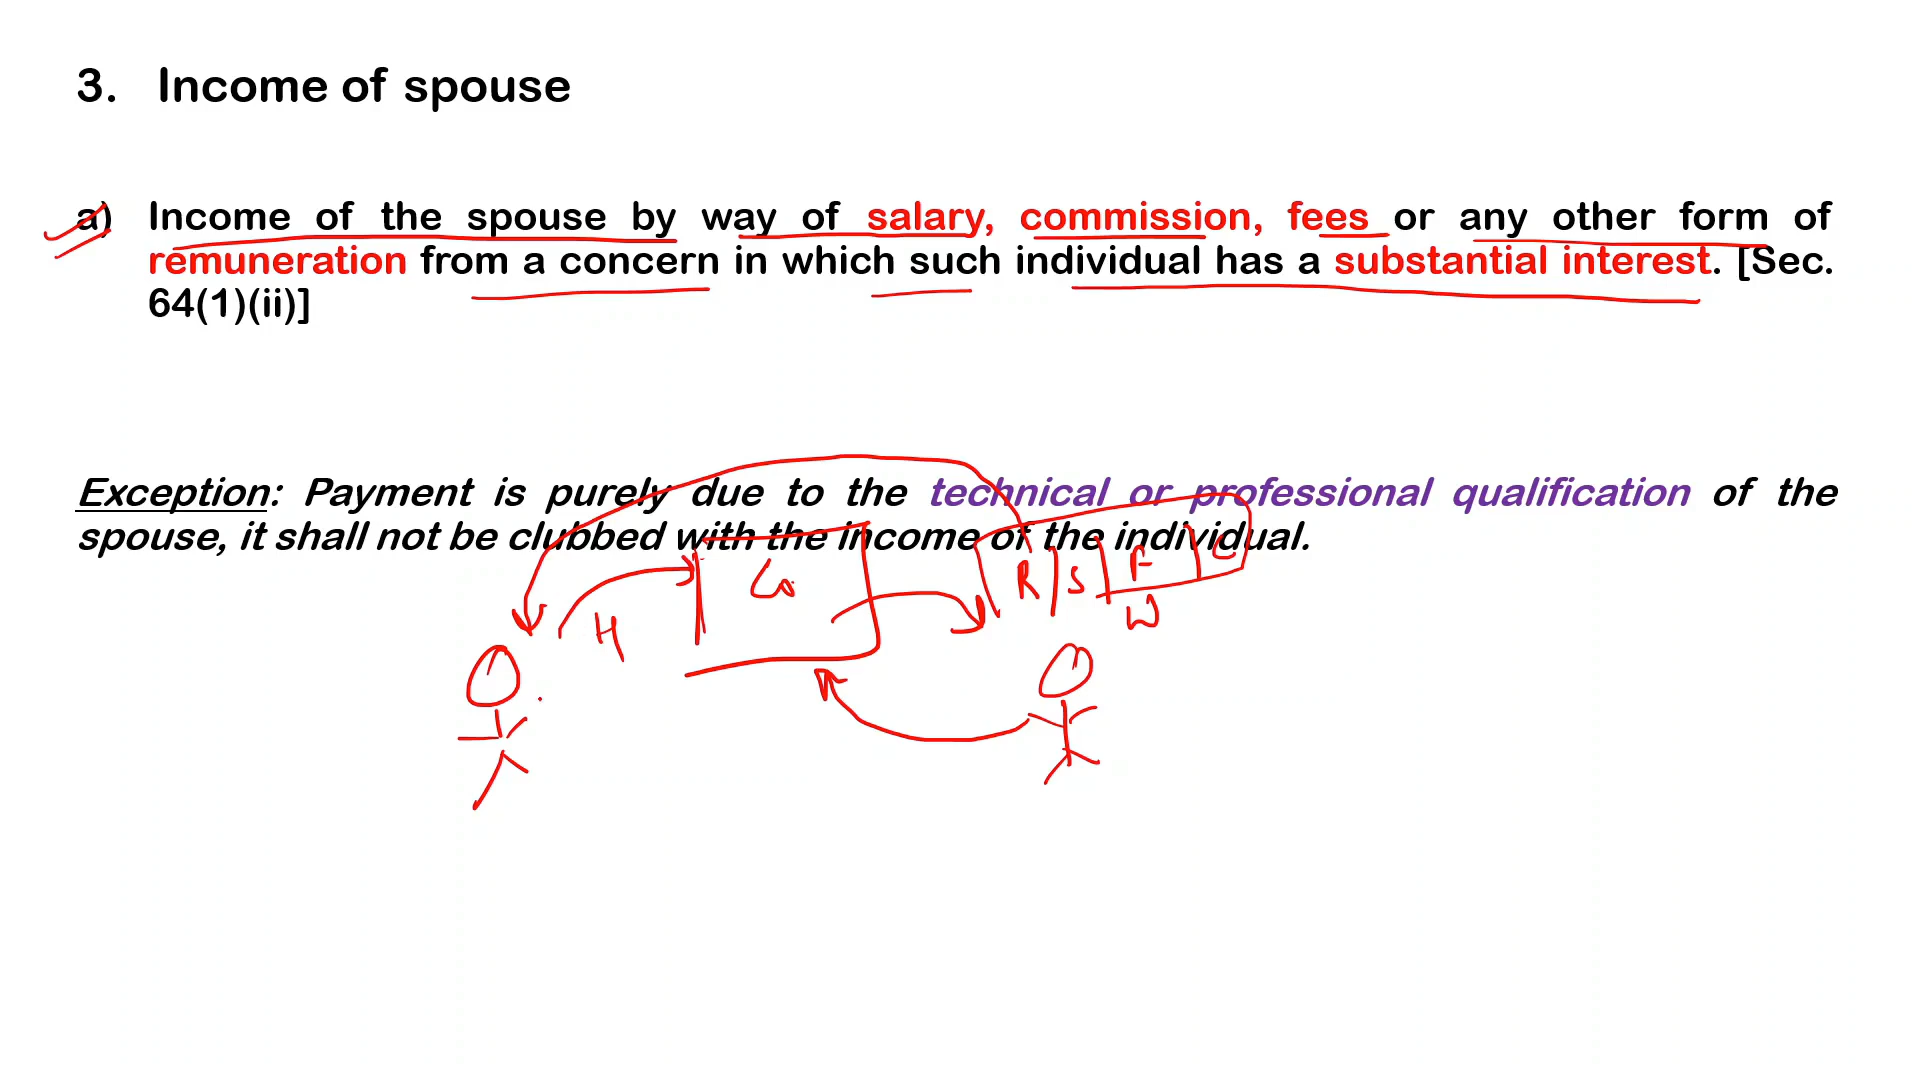 3. Income of spouse
a) Income of the spouse by way of salary, commission, fees or any other form of
remuneration from a concern in which such individual has a substantial interest. [Sec.
64(1)(ii)]
Exception: Payment is purely due to the technical or professional qualification of the
spouse, it shall not be clubbed with the income of the individual.
Co.
R/S F C
H
W